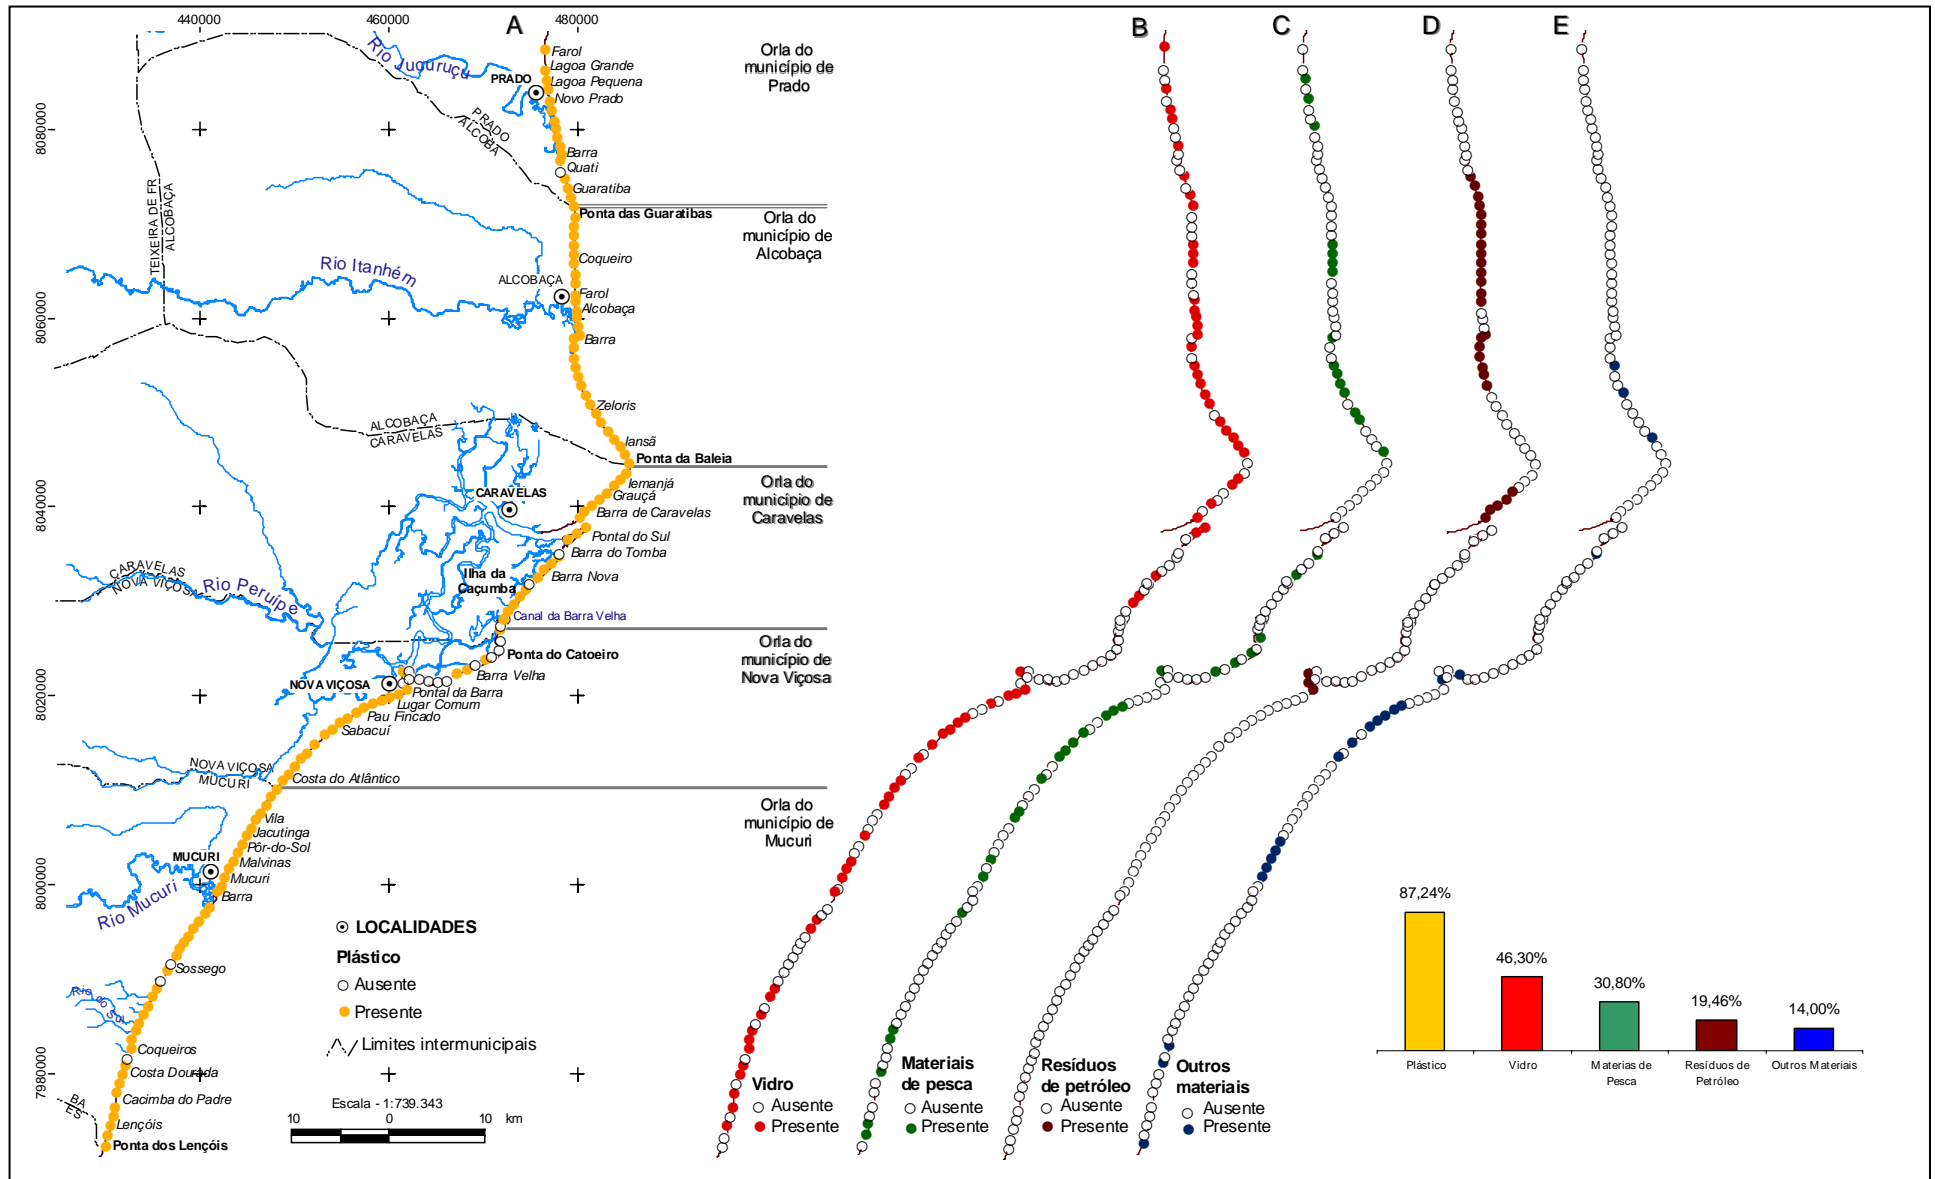 440000
460000
480000
A
B
C
D
E
8080000
8060000
8040000
8020000
8000000
7980000
Rio Jucuruçu
PRADO
Farol
Lagoa Grande
Lagoa Pequena
Novo Prado
PRADO
ALCOBA
Barra
Quati
Guaratiba
Ponta das Guaratibas
TEIXEIRA DE FR
ALCOBAÇA
Rio Itanhém
ALCOBAÇA
Coqueiro
Farol
Alcobaça
Barra
Zeloris
Iansã
Ponta da Baleia
ALCOBAÇA
CARAVELAS
CARAVELAS
Iemanjá
Grauçá
Barra de Caravelas
Pontal do Sul
Barra do Tomba
Barra Nova
Ilha da
Caçumba
Canal da Barra Velha
CARAVELAS
NOVA VIÇOSA
Rio Peruípe
Ponta do Catoeiro
Barra Velha
NOVA VIÇOSA
Pontal da Barra
Lugar Comum
Pau Fincado
Sabacuí
NOVA VIÇOSA
MUCURI
Costa do Atlântico
Vila
Jacutinga
Pôr-do-Sol
Malvinas
Mucuri
Barra
MUCURI
Rio Mucuri
Sossego
Rio do Sul
Coqueiros
Costa Dourada
Cacimba do Padre
Lençóis
Ponta dos Lençóis
BA
ES
Orla do
município de
Prado
Orla do
município de
Alcobaça
Orla do
município de
Caravelas
Orla do
município de
Nova Viçosa
Orla do
município de
Mucuri
LOCALIDADES
Plástico
Ausente
Presente
Limites intermunicipais
Escala - 1:739.343
10
0
10
km
Vidro
Ausente
Presente
Materiais
de pesca
Ausente
Presente
Resíduos
de petróleo
Ausente
Presente
Outros
materiais
Ausente
Presente
87,24%
46,30%
30,80%
19,46%
14,00%
Plástico
Vidro
Materias de
Pesca
Resíduos de
Petróleo
Outros Materiais